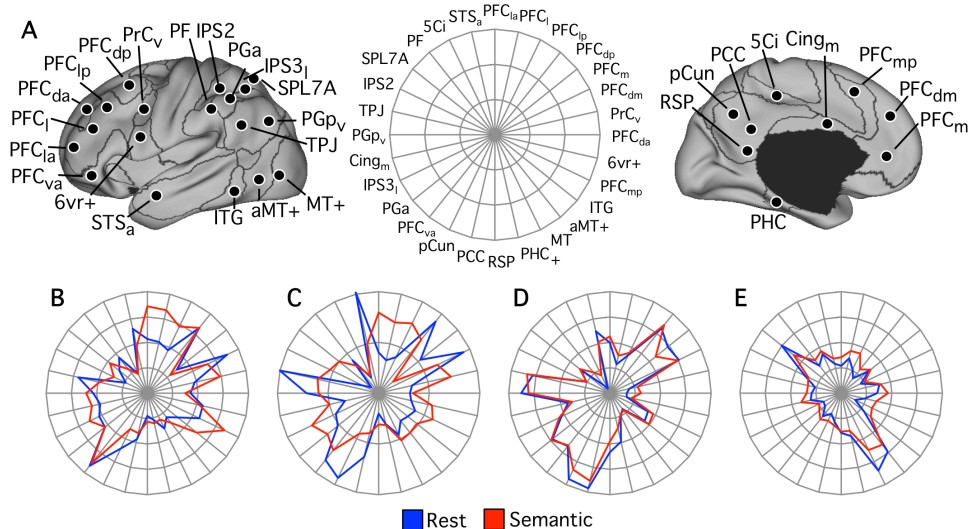 A
PFCdp
PrCv
PF
IPS2
PGa
IPS3l
SPL7A
PFClp
PFCda
PFCl
PFCla
PFCva
6vr+
STSa
ITG
aMT+
MT+
TPJ
PGpv
STSa
PFCla
PFCl
PFClp
PFCdp
PFCm
PFCdm
PrCv
PFCda
6vr+
PFCmp
ITG
aMT+
MT
+
PHC
RSP
PCC
pCun
PFCva
PGa
IPS3l
Cingm
PGpv
TPJ
IPS2
SPL7A
PF
5Ci
RSP
pCun
PCC
5Ci
Cingm
PFCmp
PFCdm
PFCm
PHC
B
C
D
E
Rest
Semantic